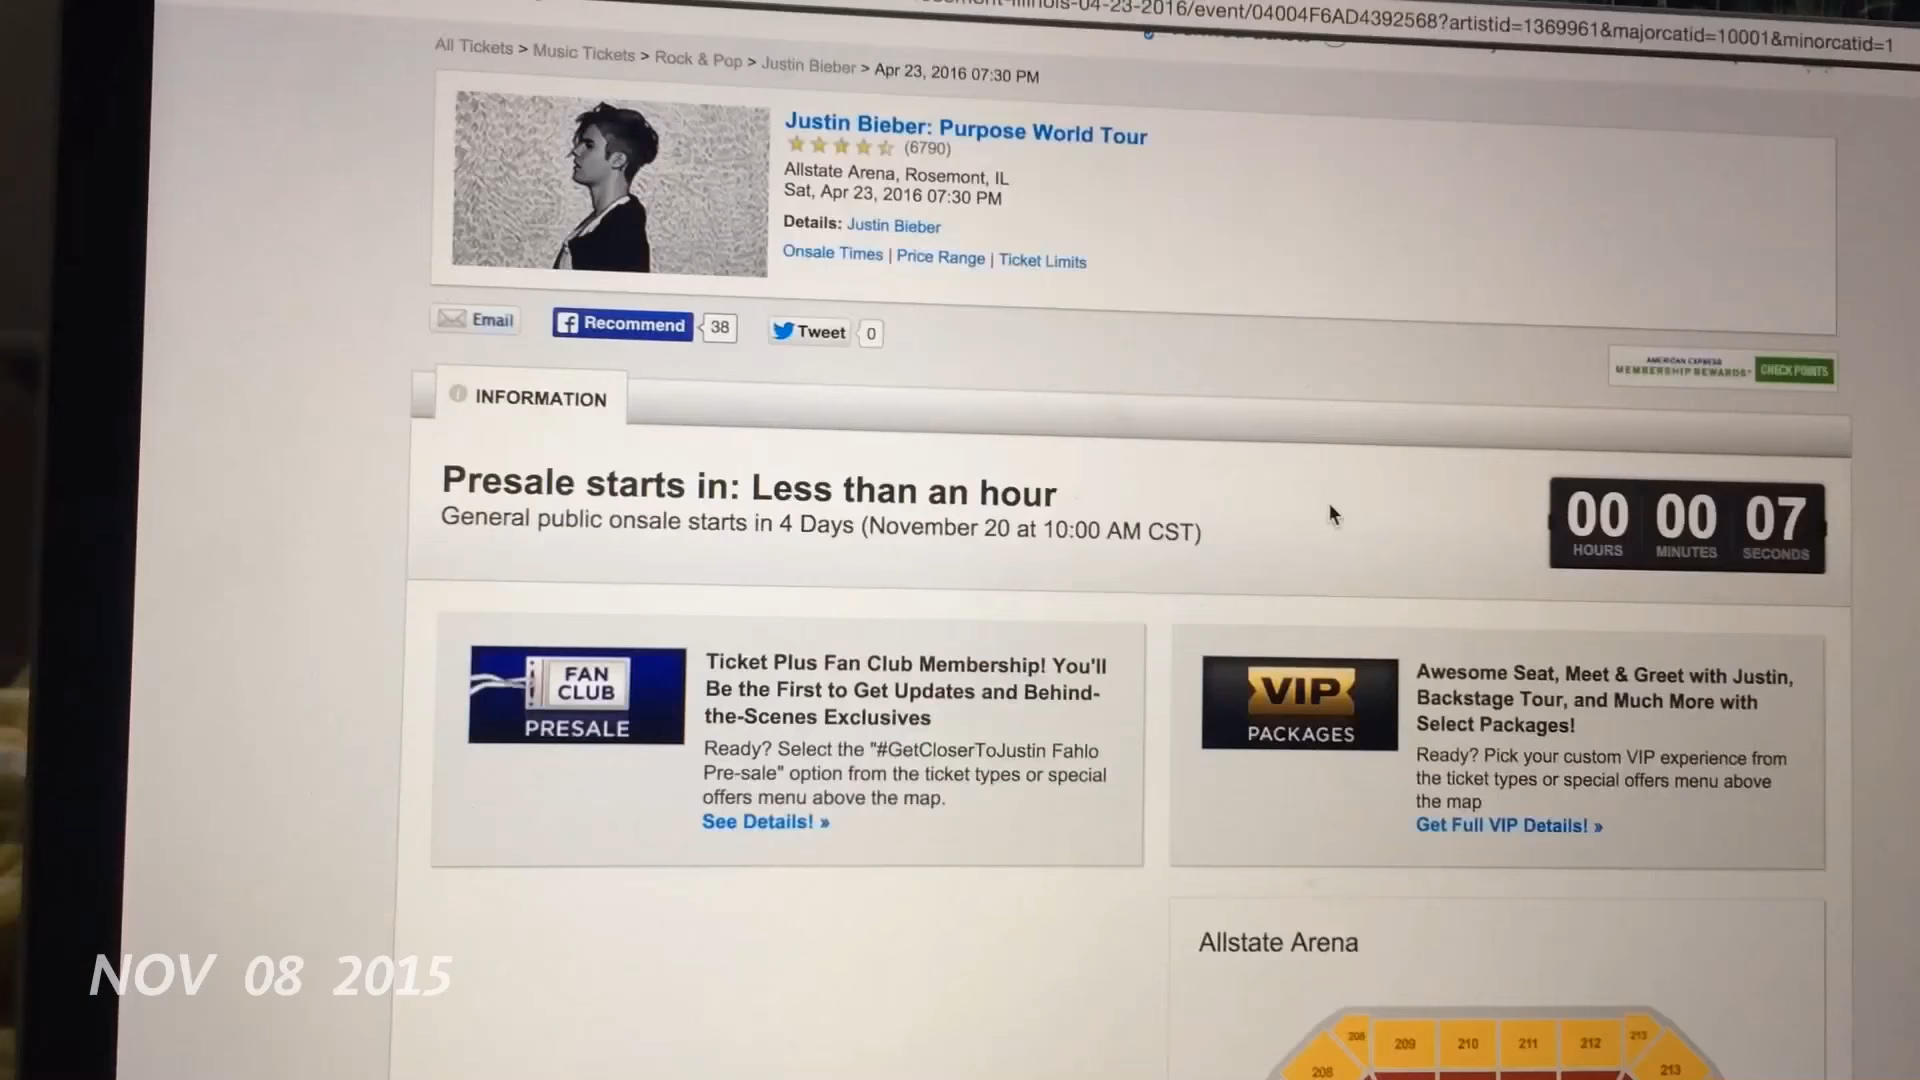 -04-23-2016/event/04004F6AD4392568?artistid=1369961&majorcatid=10001&minorcatid=1
All Tickets > Music Tickets > Rock & Pop > Justin Bieber > Apr 23, 2016 07:30 PM
Justin Bieber: Purpose World Tour
(6790)
Allstate Arena, Rosemont, IL
Sat, Apr 23, 2016 07:30 PM
Details: Justin Bieber
Onsale Times | Price Range | Ticket Limits
Email
Recommend 38
Tweet 0
AMERICAN EXPRESS
MEMBERSHIP REWARDS
CHECK POINTS
INFORMATION
Presale starts in: Less than an hour
General public onsale starts in 4 Days (November 20 at 10:00 AM CST)
00 00 07
HOURS MINUTES SECONDS
FAN
CLUB
PRESALE
Ticket Plus Fan Club Membership! You'll
Be the First to Get Updates and Behind-
the-Scenes Exclusives
Ready? Select the "#GetCloserToJustin Fahlo
Pre-sale" option from the ticket types or special
offers menu above the map.
See Details! »
VIP
PACKAGES
Awesome Seat, Meet & Greet with Justin,
Backstage Tour, and Much More with
Select Packages!
Ready? Pick your custom VIP experience from
the ticket types or special offers menu above
the map
Get Full VIP Details! »
Allstate Arena
208 209 210 211 212 213
208 213
NOV 08 2015